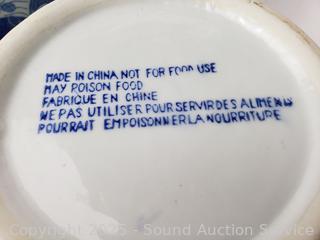 MADE IN CHINA NOT FOR FOOD USE
MAY POISON FOOD
FABRIQUE EN CHINE
NE PAS UTILISER POUR SERVIR DES ALIMENTS
POURRAIT EMPOISONNER LA NOURRITURE
Copyright 2025 - Sound Auction Service